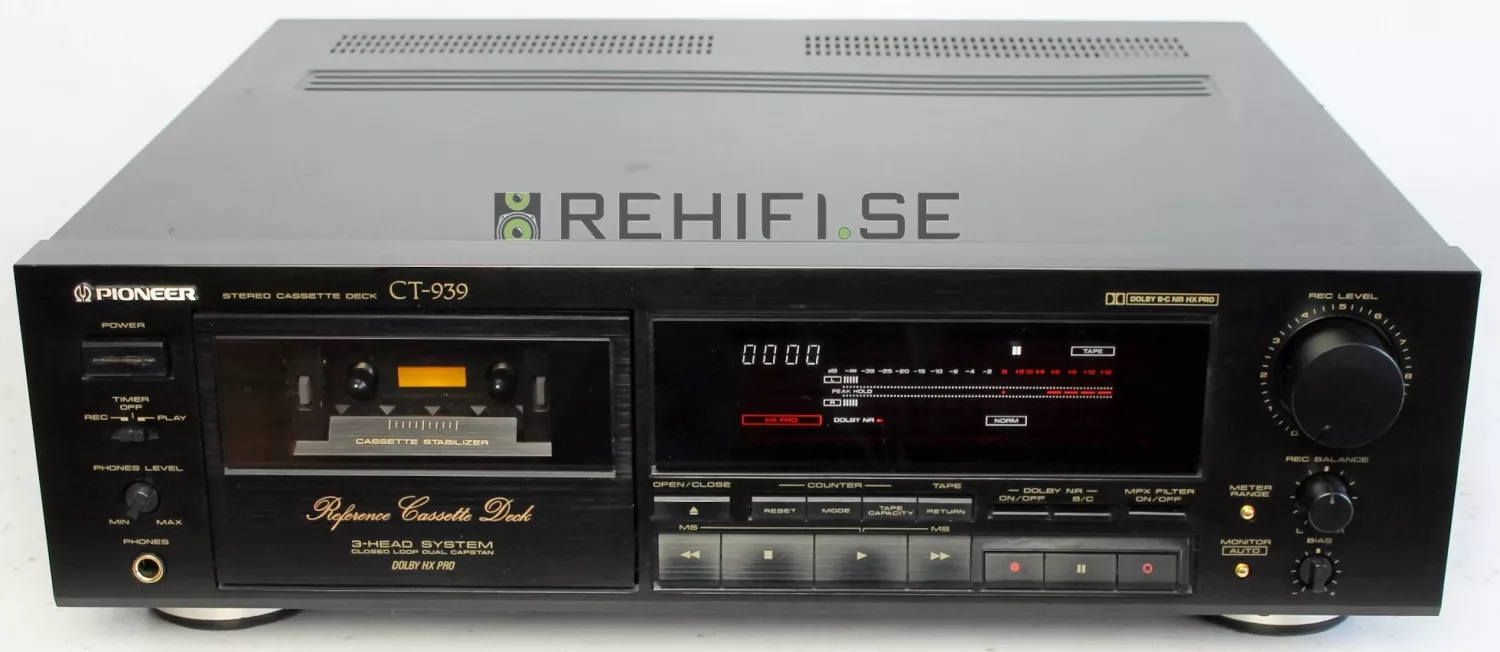 REHIFI.SE
PIONEER STEREO CASSETTE DECK CT-939
DOLBY B·C NR HX PRO
REC LEVEL
POWER
TIMER
OFF
REC PLAY
PHONES LEVEL
MIN MAX
PHONES
CASSETTE STABILIZER
Reference Cassette Deck
3-HEAD SYSTEM
CLOSED LOOP DUAL CAPSTAN
DOLBY HX PRO
0000
TAPE
L
PEAK HOLD
R
HX PRO DOLBY NR NORM
OPEN/CLOSE
COUNTER
TAPE
RESET MODE TAPE CAPACITY RETURN
DOLBY NR
ON/OFF B/C
MPX FILTER
ON/OFF
MS MS
REC BALANCE
METER
RANGE
L
MONITOR
AUTO
BIAS